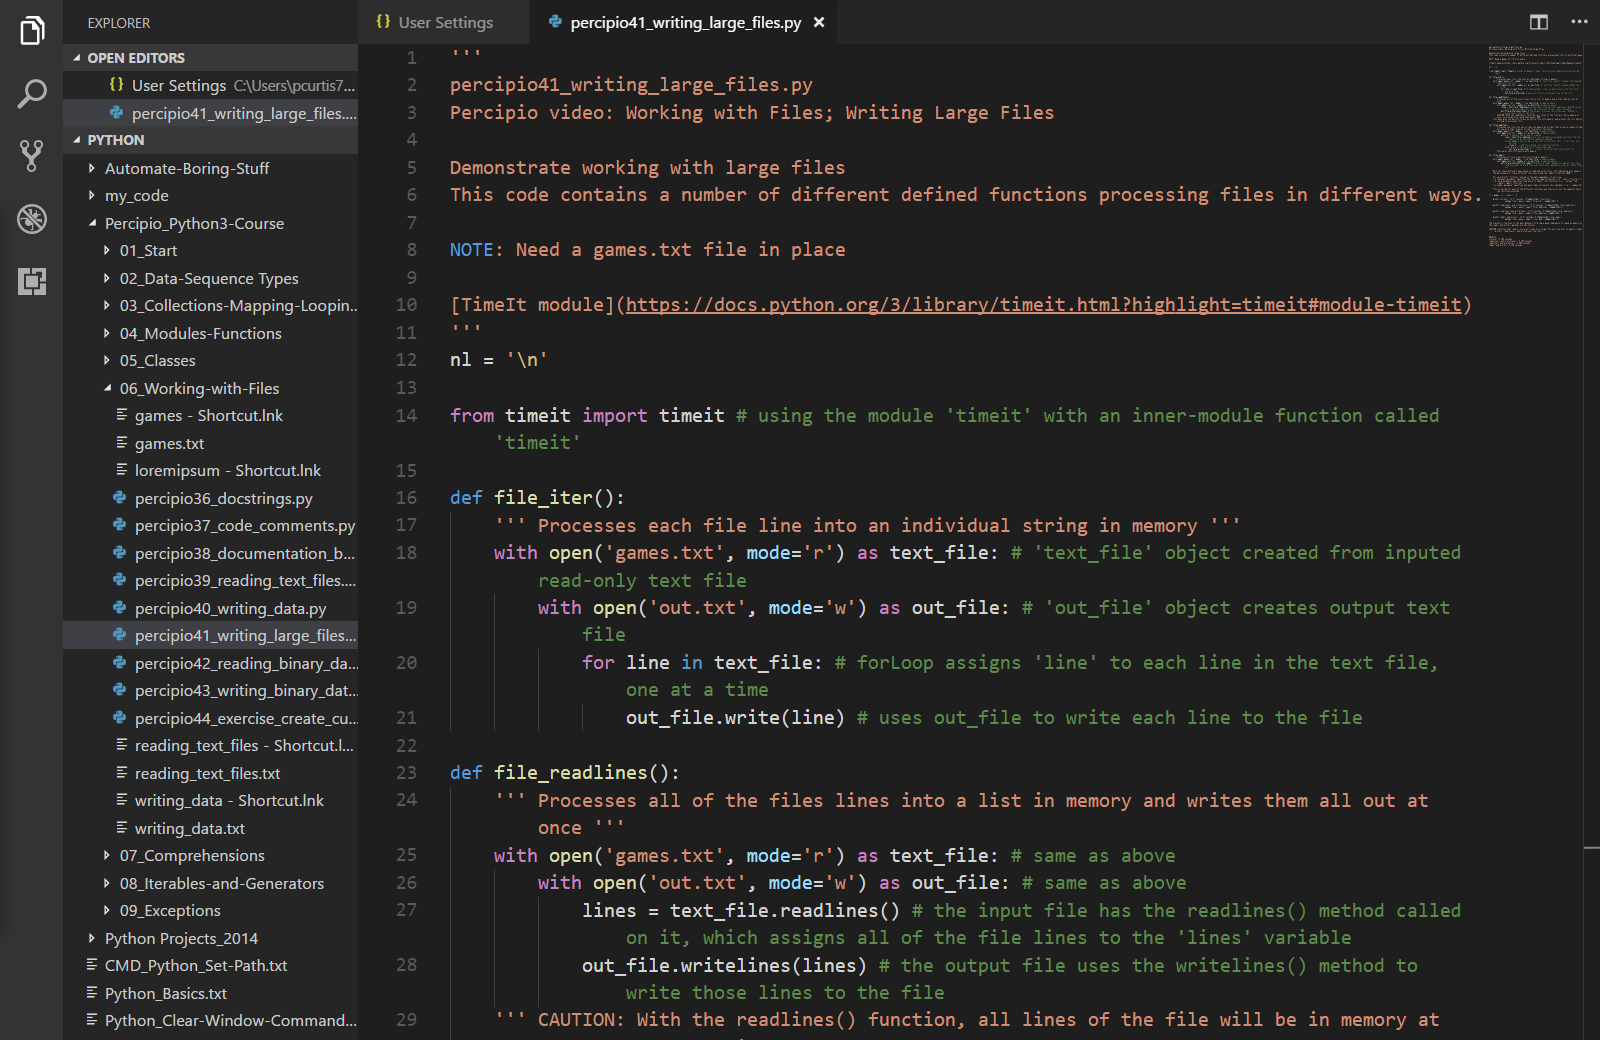 EXPLORER
OPEN EDITORS
{} User Settings C:\Users\pcurtis7...
percipio41_writing_large_files....
PYTHON
Automate-Boring-Stuff
my_code
Percipio_Python3-Course
01_Start
02_Data-Sequence Types
03_Collections-Mapping-Loopin...
04_Modules-Functions
05_Classes
06_Working-with-Files
games - Shortcut.lnk
games.txt
loremipsum - Shortcut.lnk
percipio36_docstrings.py
percipio37_code_comments.py
percipio38_documentation_b...
percipio39_reading_text_files....
percipio40_writing_data.py
percipio41_writing_large_files...
percipio42_reading_binary_da...
percipio43_writing_binary_dat...
percipio44_exercise_create_cu...
reading_text_files - Shortcut.l...
reading_text_files.txt
writing_data - Shortcut.lnk
writing_data.txt
07_Comprehensions
08_Iterables-and-Generators
09_Exceptions
Python Projects_2014
CMD_Python_Set-Path.txt
Python_Basics.txt
Python_Clear-Window-Command...
{} User Settings
percipio41_writing_large_files.py ×
1 '''
2 percipio41_writing_large_files.py
3 Percipio video: Working with Files; Writing Large Files
4
5 Demonstrate working with large files
6 This code contains a number of different defined functions processing files in different ways.
7
8 NOTE: Need a games.txt file in place
9
10 [TimeIt module](https://docs.python.org/3/library/timeit.html?highlight=timeit#module-timeit)
11 '''
12 nl = '\n'
13
14 from timeit import timeit # using the module 'timeit' with an inner-module function called
'timeit'
15
16 def file_iter():
17 ''' Processes each file line into an individual string in memory '''
18 with open('games.txt', mode='r') as text_file: # 'text_file' object created from inputed
read-only text file
19 with open('out.txt', mode='w') as out_file: # 'out_file' object creates output text
file
20 for line in text_file: # forLoop assigns 'line' to each line in the text file,
one at a time
21 out_file.write(line) # uses out_file to write each line to the file
22
23 def file_readlines():
24 ''' Processes all of the files lines into a list in memory and writes them all out at
once '''
25 with open('games.txt', mode='r') as text_file: # same as above
26 with open('out.txt', mode='w') as out_file: # same as above
27 lines = text_file.readlines() # the input file has the readlines() method called
on it, which assigns all of the file lines to the 'lines' variable
28 out_file.writelines(lines) # the output file uses the writelines() method to
write those lines to the file
29 ''' CAUTION: With the readlines() function, all lines of the file will be in memory at